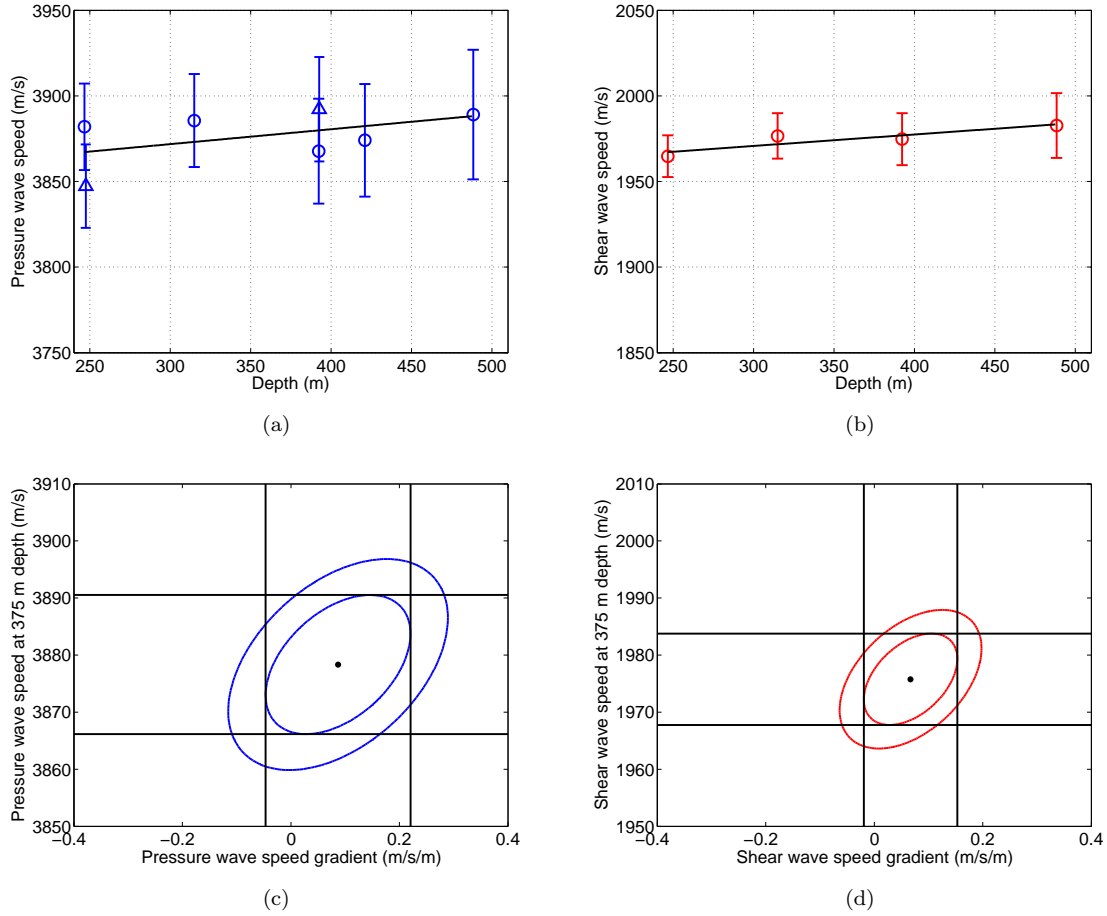 3950
3900
3850
3800
3750
Pressure wave speed (m/s)
250 300 350 400 450 500
Depth (m)
(a)
2050
2000
1950
1900
1850
Shear wave speed (m/s)
250 300 350 400 450 500
Depth (m)
(b)
3910
3900
3890
3880
3870
3860
3850
Pressure wave speed at 375 m depth (m/s)
−0.4 −0.2 0 0.2 0.4
Pressure wave speed gradient (m/s/m)
(c)
2010
2000
1990
1980
1970
1960
1950
Shear wave speed at 375 m depth (m/s)
−0.4 −0.2 0 0.2 0.4
Shear wave speed gradient (m/s/m)
(d)